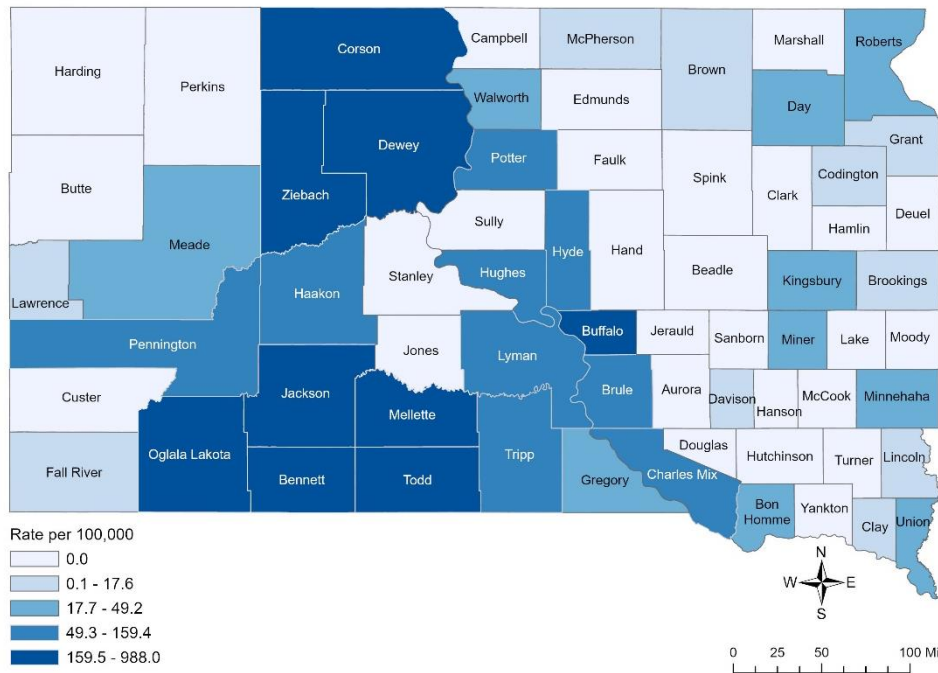 Corson
Campbell
McPherson
Brown
Marshall
Roberts
Harding
Perkins
Walworth
Edmunds
Day
Dewey
Potter
Faulk
Grant
Codington
Butte
Ziebach
Spink
Clark
Deuel
Sully
Hamlin
Meade
Hyde
Hand
Stanley
Hughes
Beadle
Kingsbury
Brookings
Lawrence
Haakon
Pennington
Buffalo
Jerauld
Sanborn
Miner
Lake
Moody
Jones
Lyman
Custer
Jackson
Brule
Aurora
Davison
Hanson
McCook
Minnehaha
Mellette
Fall River
Oglala Lakota
Tripp
Douglas
Hutchinson
Turner
Lincoln
Bennett
Todd
Gregory
Charles Mix
Bon
Homme
Yankton
Clay
Union
Rate per 100,000
0.0
0.1 - 17.6
17.7 - 49.2
49.3 - 159.4
159.5 - 988.0
N
W E
S
0 25 50 100 Mi